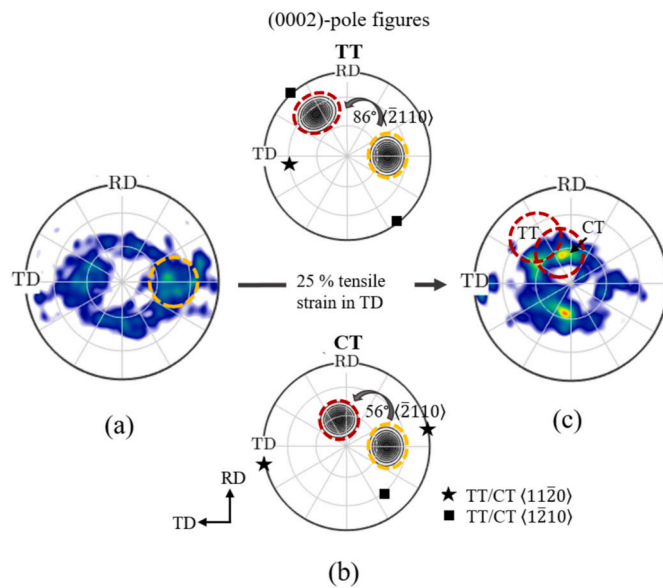 (0002)-pole figures
TT
RD
86° ⟨2̅110⟩
TD
RD
TD
(a)
25 % tensile
strain in TD
RD
TT
CT
TD
(c)
CT
RD
56° ⟨2̅110⟩
TD
RD
TD
★ TT/CT ⟨112̅0⟩
■ TT/CT ⟨12̅10⟩
(b)